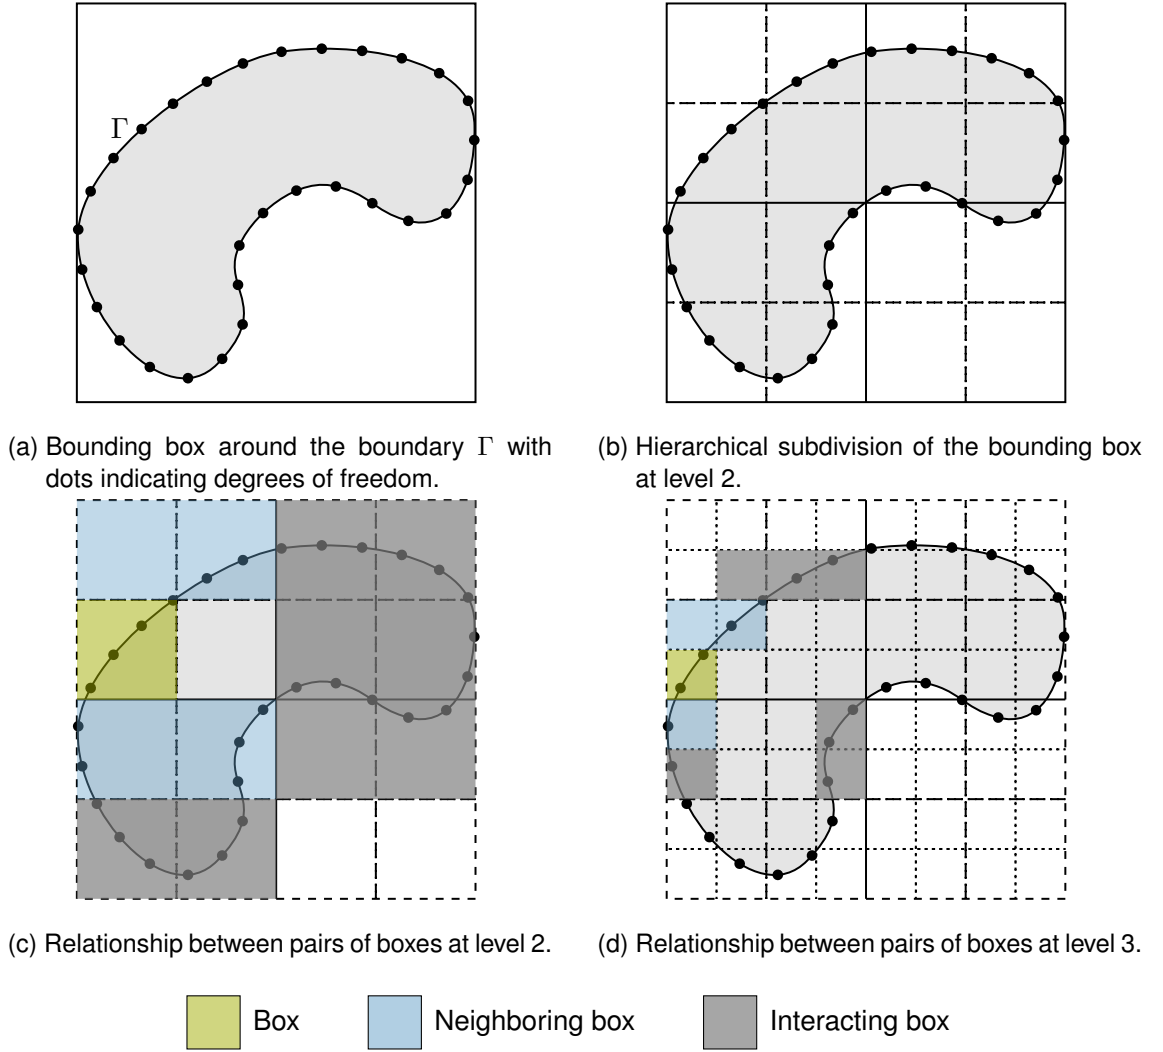 Γ
(a) Bounding box around the boundary Γ with
dots indicating degrees of freedom.
(b) Hierarchical subdivision of the bounding box
at level 2.
(c) Relationship between pairs of boxes at level 2.
(d) Relationship between pairs of boxes at level 3.
Box
Neighboring box
Interacting box